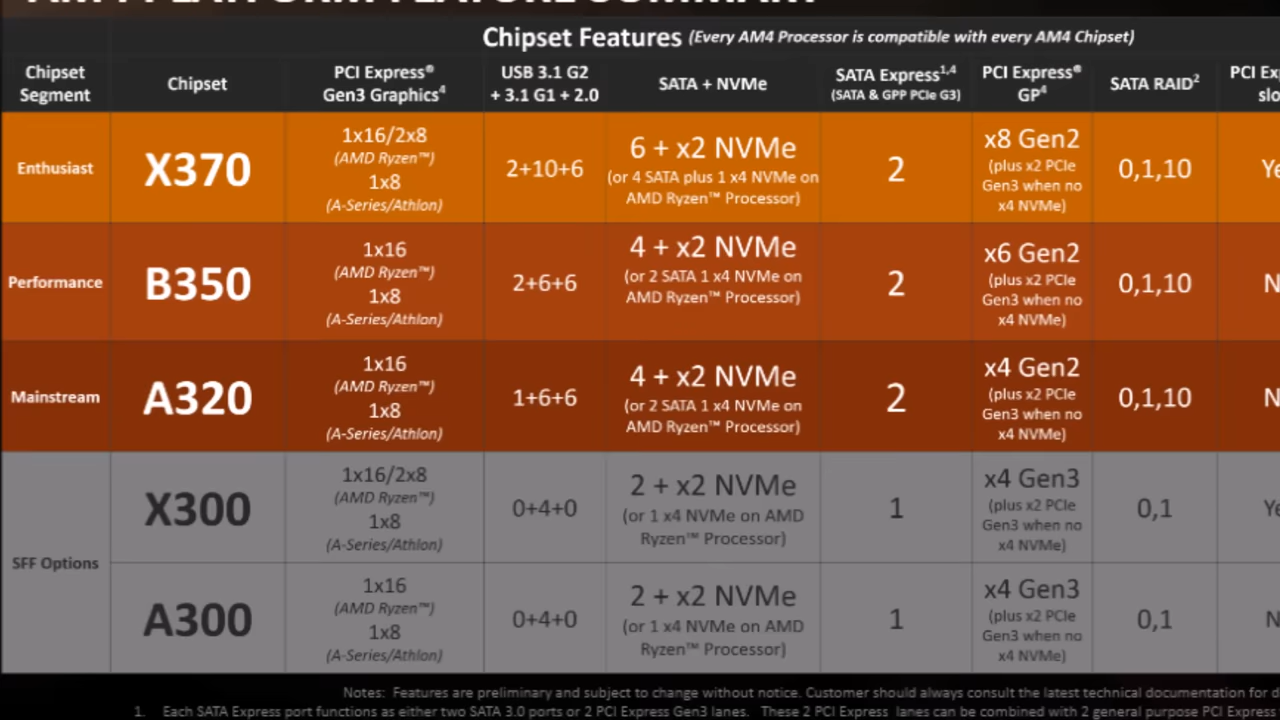 AM4 PLATFORM FEATURE SUMMARY
Chipset Features (Every AM4 Processor is compatible with every AM4 Chipset)
Chipset Segment
Chipset
PCI Express® Gen3 Graphics4
USB 3.1 G2 + 3.1 G1 + 2.0
SATA + NVMe
SATA Express1,4 (SATA & GPP PCIe G3)
PCI Express® GP4
SATA RAID2
Enthusiast
X370
1x16/2x8
(AMD Ryzen™)
1x8
(A-Series/Athlon)
2+10+6
6 + x2 NVMe
(or 4 SATA plus 1 x4 NVMe on
AMD Ryzen™ Processor)
2
x8 Gen2
(plus x2 PCIe
Gen3 when no
x4 NVMe)
0,1,10
Performance
B350
1x16
(AMD Ryzen™)
1x8
(A-Series/Athlon)
2+6+6
4 + x2 NVMe
(or 2 SATA 1 x4 NVMe on
AMD Ryzen™ Processor)
2
x6 Gen2
(plus x2 PCIe
Gen3 when no
x4 NVMe)
0,1,10
Mainstream
A320
1x16
(AMD Ryzen™)
1x8
(A-Series/Athlon)
1+6+6
4 + x2 NVMe
(or 2 SATA 1 x4 NVMe on
AMD Ryzen™ Processor)
2
x4 Gen2
(plus x2 PCIe
Gen3 when no
x4 NVMe)
0,1,10
SFF Options
X300
1x16/2x8
(AMD Ryzen™)
1x8
(A-Series/Athlon)
0+4+0
2 + x2 NVMe
(or 1 x4 NVMe on AMD
Ryzen™ Processor)
1
x4 Gen3
(plus x2 PCIe
Gen3 when no
x4 NVMe)
0,1
A300
1x16
(AMD Ryzen™)
1x8
(A-Series/Athlon)
0+4+0
2 + x2 NVMe
(or 1 x4 NVMe on AMD
Ryzen™ Processor)
1
x4 Gen3
(plus x2 PCIe
Gen3 when no
x4 NVMe)
0,1
Notes: Features are preliminary and subject to change without notice. Customer should always consult the latest technical documentation for
1. Each SATA Express port functions as either two SATA 3.0 ports or 2 PCI Express Gen3 lanes. These 2 PCI Express lanes can be combined with 2 general purpose PCI Express